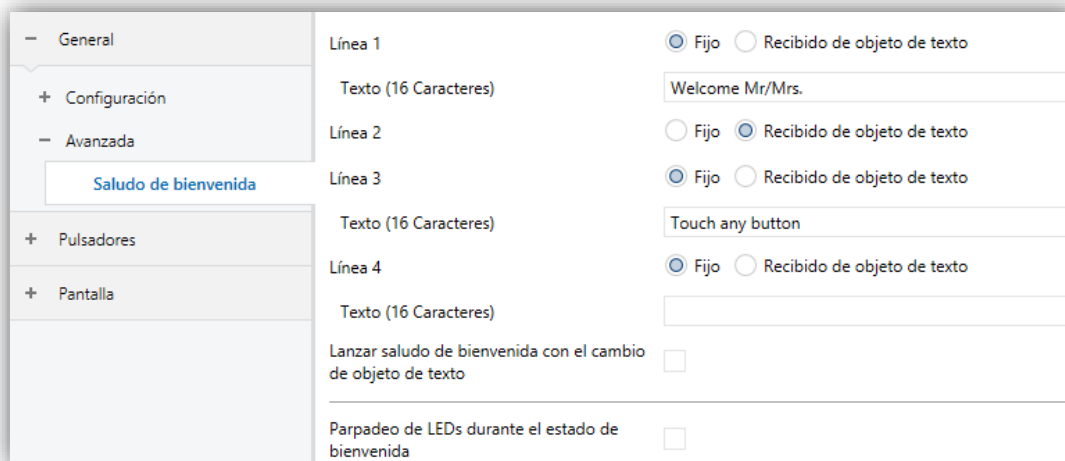 General
Configuración
Avanzada
Saludo de bienvenida
Pulsadores
Pantalla
Línea 1 Fijo Recibido de objeto de texto
Texto (16 Caracteres) Welcome Mr/Mrs.
Línea 2 Fijo Recibido de objeto de texto
Línea 3 Fijo Recibido de objeto de texto
Texto (16 Caracteres) Touch any button
Línea 4 Fijo Recibido de objeto de texto
Texto (16 Caracteres)
Lanzar saludo de bienvenida con el cambio
de objeto de texto
Parpadeo de LEDs durante el estado de
bienvenida